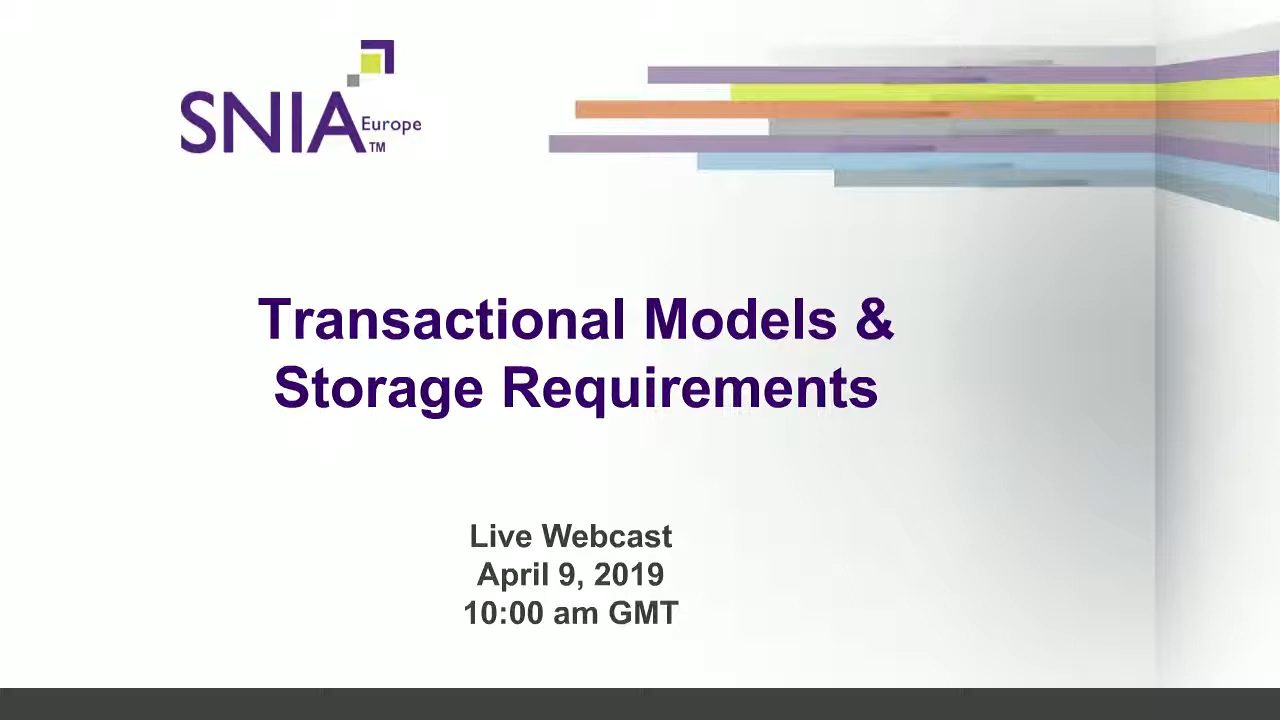 SNIA Europe
TM
Transactional Models &
Storage Requirements
Live Webcast
April 9, 2019
10:00 am GMT